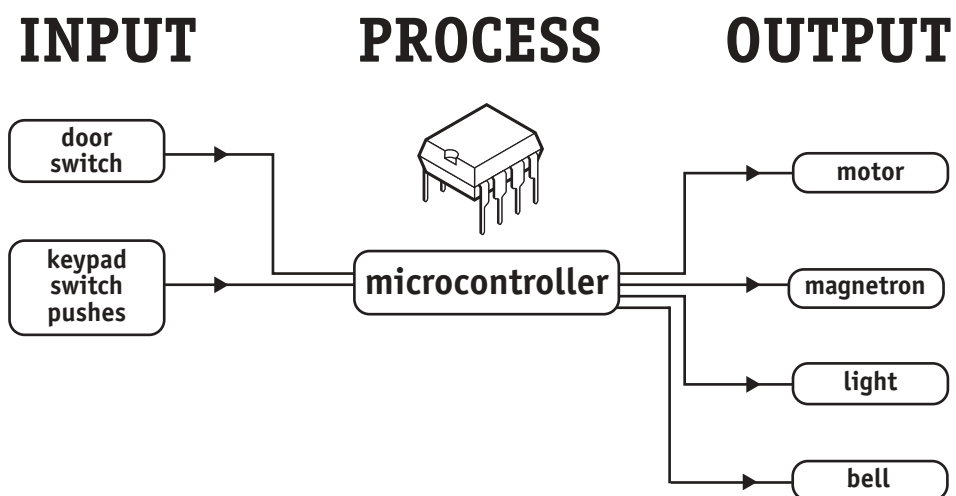 INPUT PROCESS OUTPUT
door
switch
keypad
switch
pushes
microcontroller
motor
magnetron
light
bell